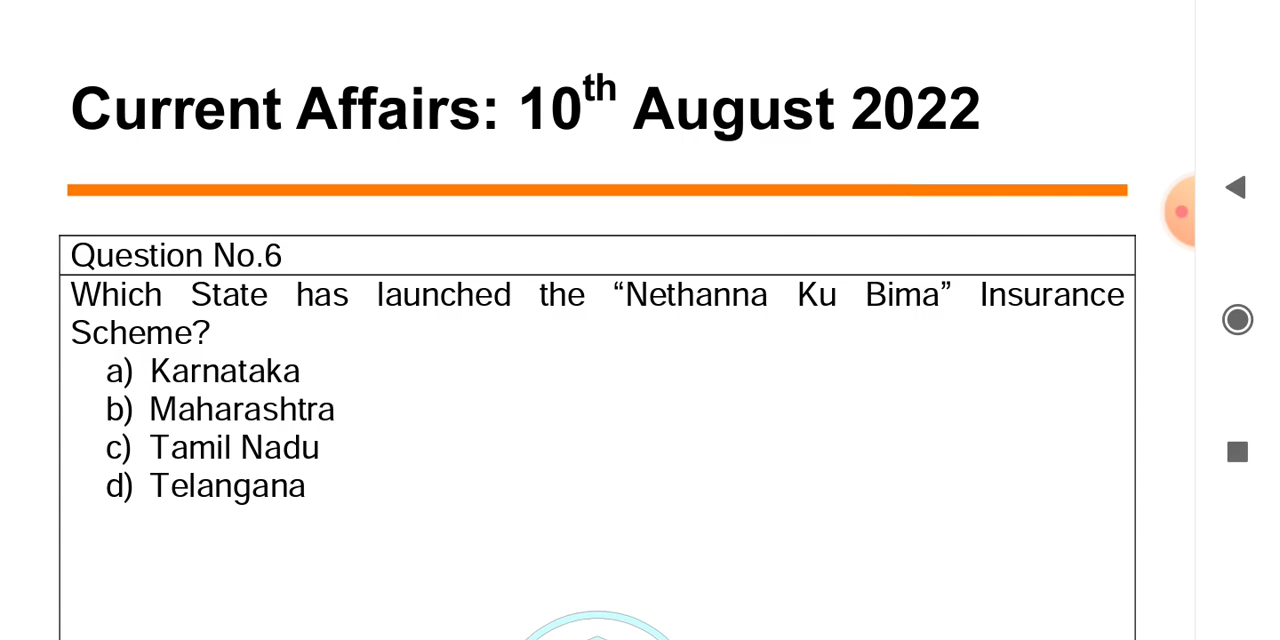 Current Affairs: 10th August 2022
Question No.6
Which State has launched the “Nethanna Ku Bima” Insurance
Scheme?
a) Karnataka
b) Maharashtra
c) Tamil Nadu
d) Telangana